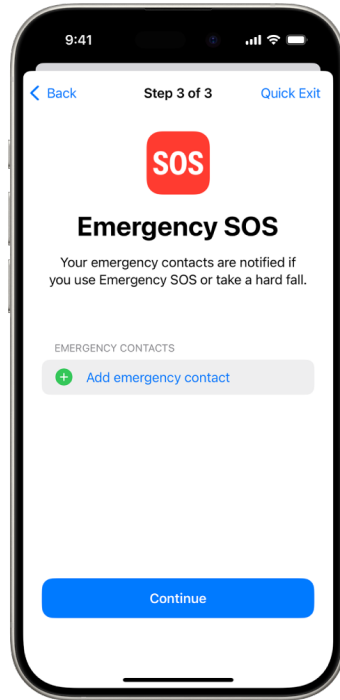 9:41
Back
Step 3 of 3
Quick Exit
SOS
Emergency SOS
Your emergency contacts are notified if
you use Emergency SOS or take a hard fall.
EMERGENCY CONTACTS
Add emergency contact
Continue